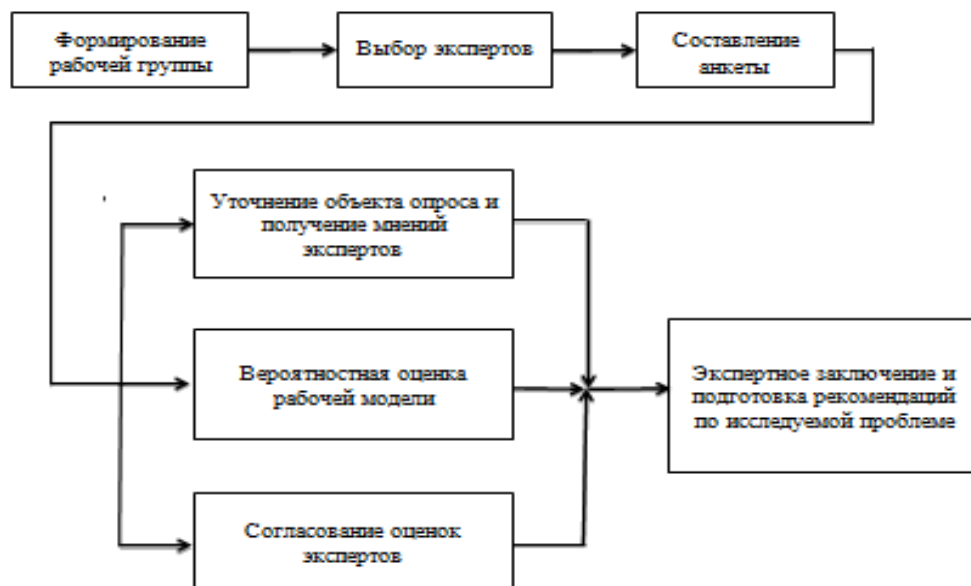 Формирование
рабочей группы
Выбор экспертов
Составление
анкеты
Уточнение объекта опроса и
получение мнений
экспертов
Вероятностная оценка
рабочей модели
Согласование оценок
экспертов
Экспертное заключение и
подготовка рекомендаций
по исследуемой проблеме